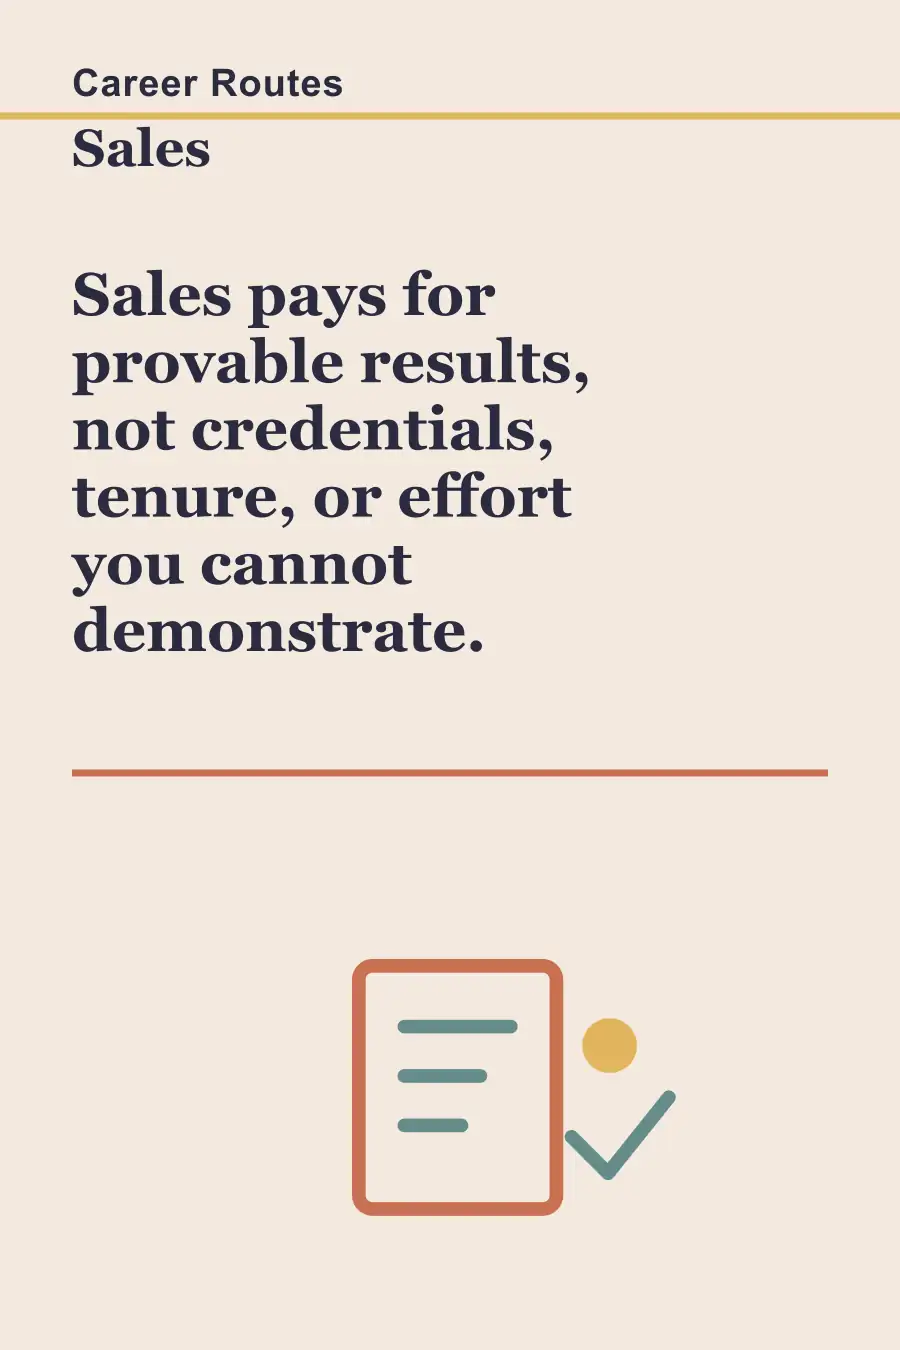 Career Routes
Sales
Sales pays for
provable results,
not credentials,
tenure, or effort
you cannot
demonstrate.